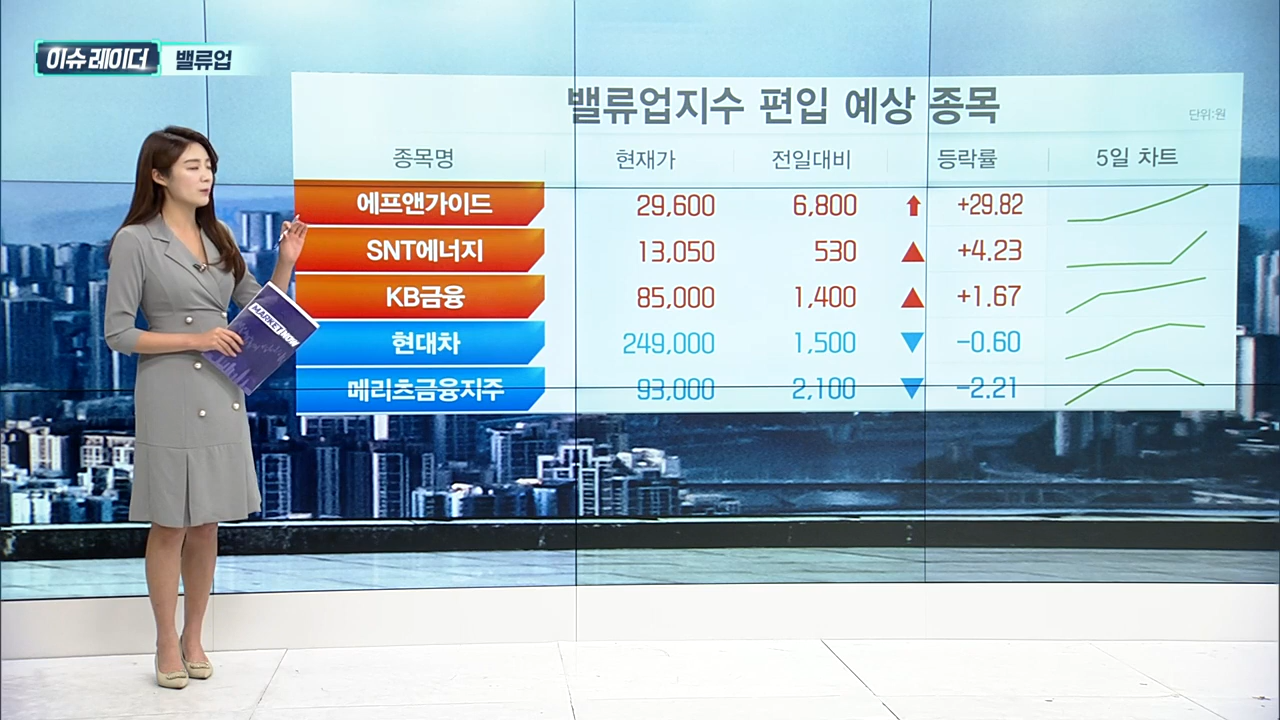 이슈레이더 밸류업
밸류업지수 편입 예상 종목
단위:원
종목명 현재가 전일대비 등락률 5일 차트
에프앤가이드 29,600 6,800 +29.82
SNT에너지 13,050 530 ▲ +4.23
KB금융 85,000 1,400 ▲ +1.67
현대차 249,000 1,500 ▼ -0.60
메리츠금융지주 93,000 2,100 ▼ -2.21
MARKET